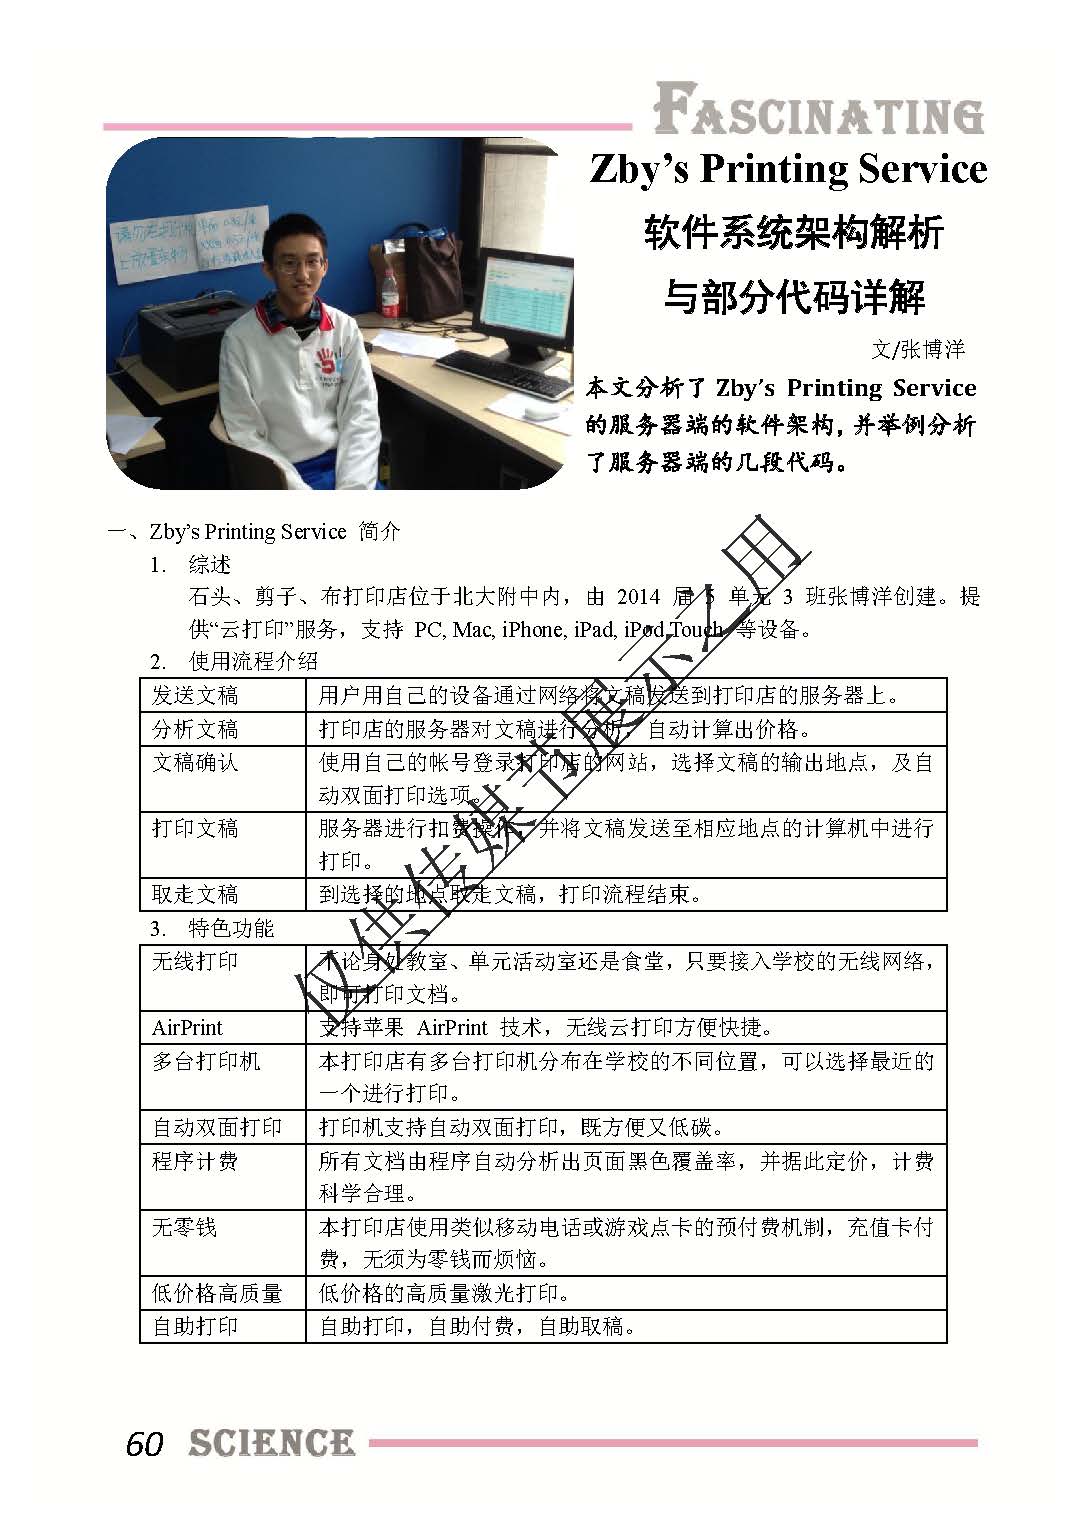 FASCINATING
Zby’s Printing Service
软件系统架构解析
与部分代码详解
文/张博洋
本文分析了 Zby’s Printing Service
的服务器端的软件架构，并举例分析
了服务器端的几段代码。
一、Zby’s Printing Service 简介
1. 综述
石头、剪子、布打印店位于北大附中内，由 2014 届 5 单元 3 班张博洋创建。提
供“云打印”服务，支持 PC, Mac, iPhone, iPad, iPod Touch 等设备。
2. 使用流程介绍
发送文稿 用户用自己的设备通过网络将文稿发送到打印店的服务器上。
分析文稿 打印店的服务器对文稿进行分析，自动计算出价格。
文稿确认 使用自己的帐号登录打印店的网站，选择文稿的输出地点，及自
动双面打印选项。
打印文稿 服务器进行扣费操作，并将文稿发送至相应地点的计算机中进行
打印。
取走文稿 到选择的地点取走文稿，打印流程结束。
3. 特色功能
无线打印 不论身处教室、单元活动室还是食堂，只要接入学校的无线网络，
即可打印文档。
AirPrint 支持苹果 AirPrint 技术，无线云打印方便快捷。
多台打印机 本打印店有多台打印机分布在学校的不同位置，可以选择最近的
一个进行打印。
自动双面打印 打印机支持自动双面打印，既方便又低碳。
程序计费 所有文档由程序自动分析出页面黑色覆盖率，并据此定价，计费
科学合理。
无零钱 本打印店使用类似移动电话或游戏点卡的预付费机制，充值卡付
费，无须为零钱而烦恼。
低价格高质量 低价格的高质量激光打印。
自助打印 自助打印，自助付费，自助取稿。
仅供传媒节展示之用
60 SCIENCE